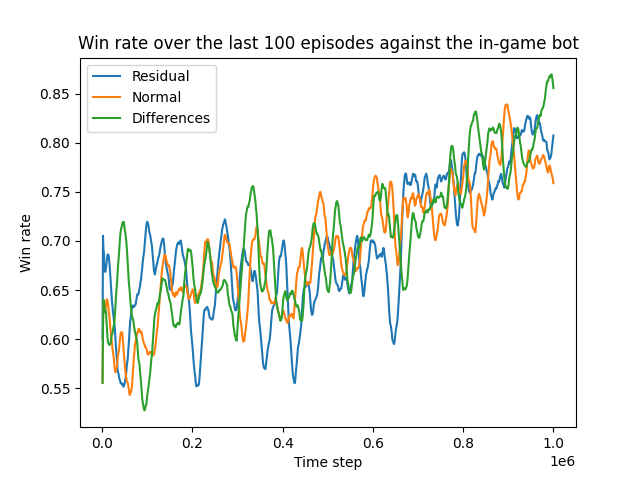 Win rate over the last 100 episodes against the in-game bot
Residual
Normal
Differences
0.85
0.80
0.75
0.70
0.65
0.60
0.55
Win rate
0.0 0.2 0.4 0.6 0.8 1.0
1e6
Time step